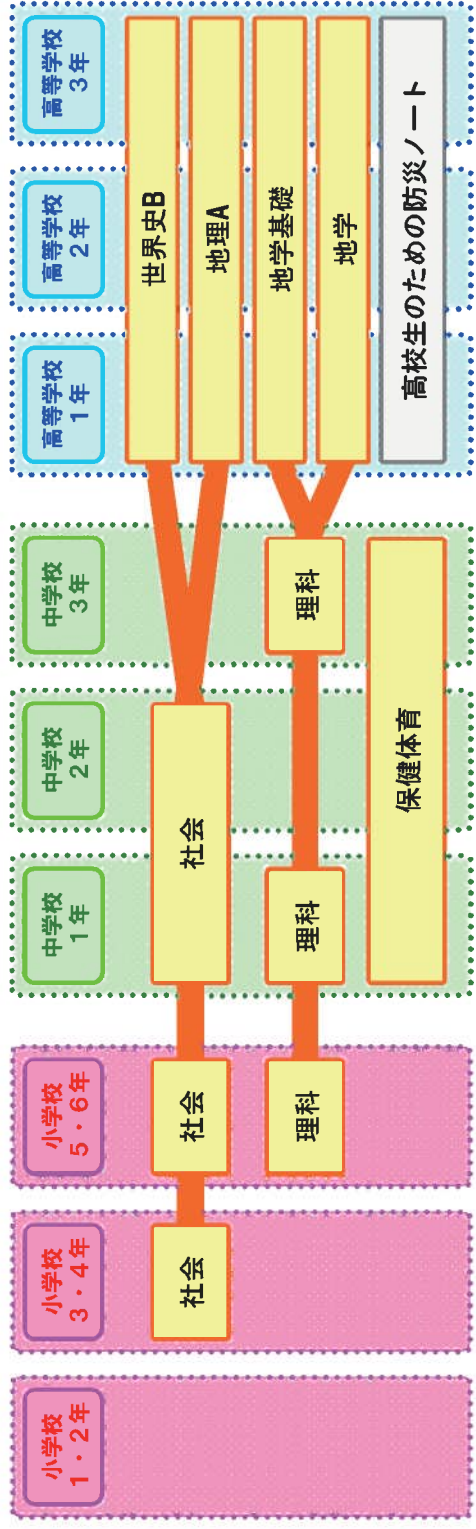 小学校
1・2年
小学校
3・4年
小学校
5・6年
中学校
1年
中学校
2年
中学校
3年
高等学校
1年
高等学校
2年
高等学校
3年
社会
社会
社会
世界史B
地理A
理科
理科
理科
地学基礎
地学
保健体育
高校生のための防災ノート